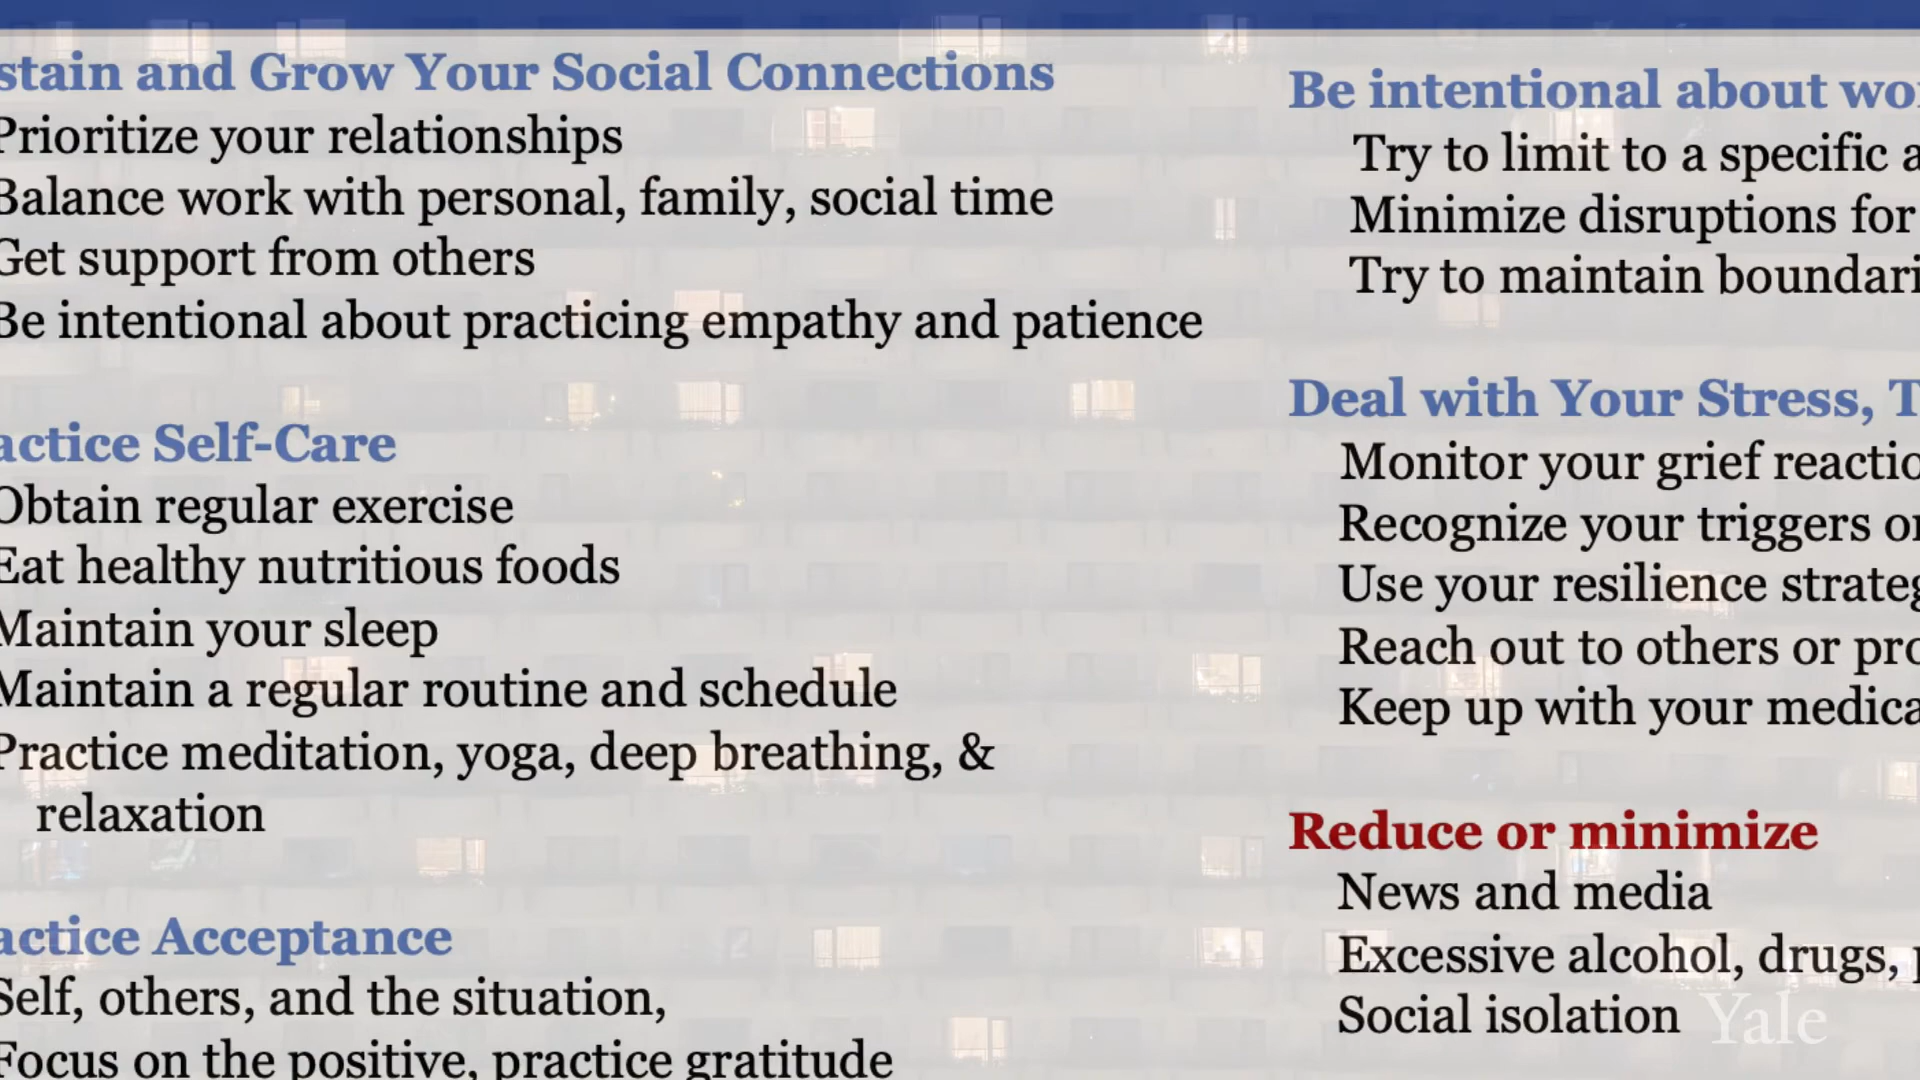 stain and Grow Your Social Connections
Prioritize your relationships
Balance work with personal, family, social time
Get support from others
Be intentional about practicing empathy and patience
actice Self-Care
Obtain regular exercise
Eat healthy nutritious foods
Maintain your sleep
Maintain a regular routine and schedule
Practice meditation, yoga, deep breathing, &
relaxation
actice Acceptance
Self, others, and the situation,
Focus on the positive, practice gratitude
Be intentional about wo
Try to limit to a specific a
Minimize disruptions for
Try to maintain boundari
Deal with Your Stress, T
Monitor your grief reactio
Recognize your triggers or
Use your resilience strateg
Reach out to others or pro
Keep up with your medica
Reduce or minimize
News and media
Excessive alcohol, drugs, p
Social isolation
Yale